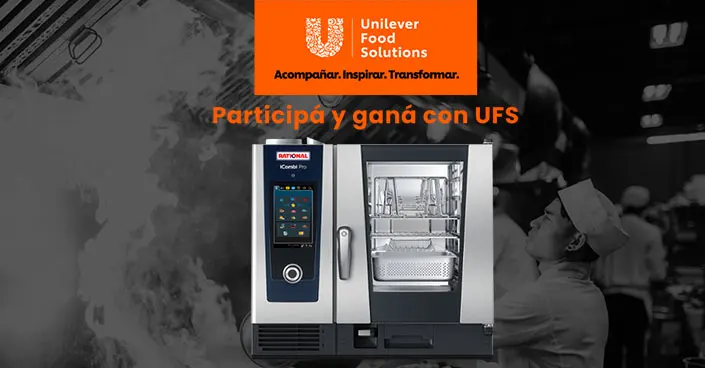 Unilever
Food
Solutions
Acompañar. Inspirar. Transformar.
Participá y ganá con UFS
RATIONAL
iCombi Pro